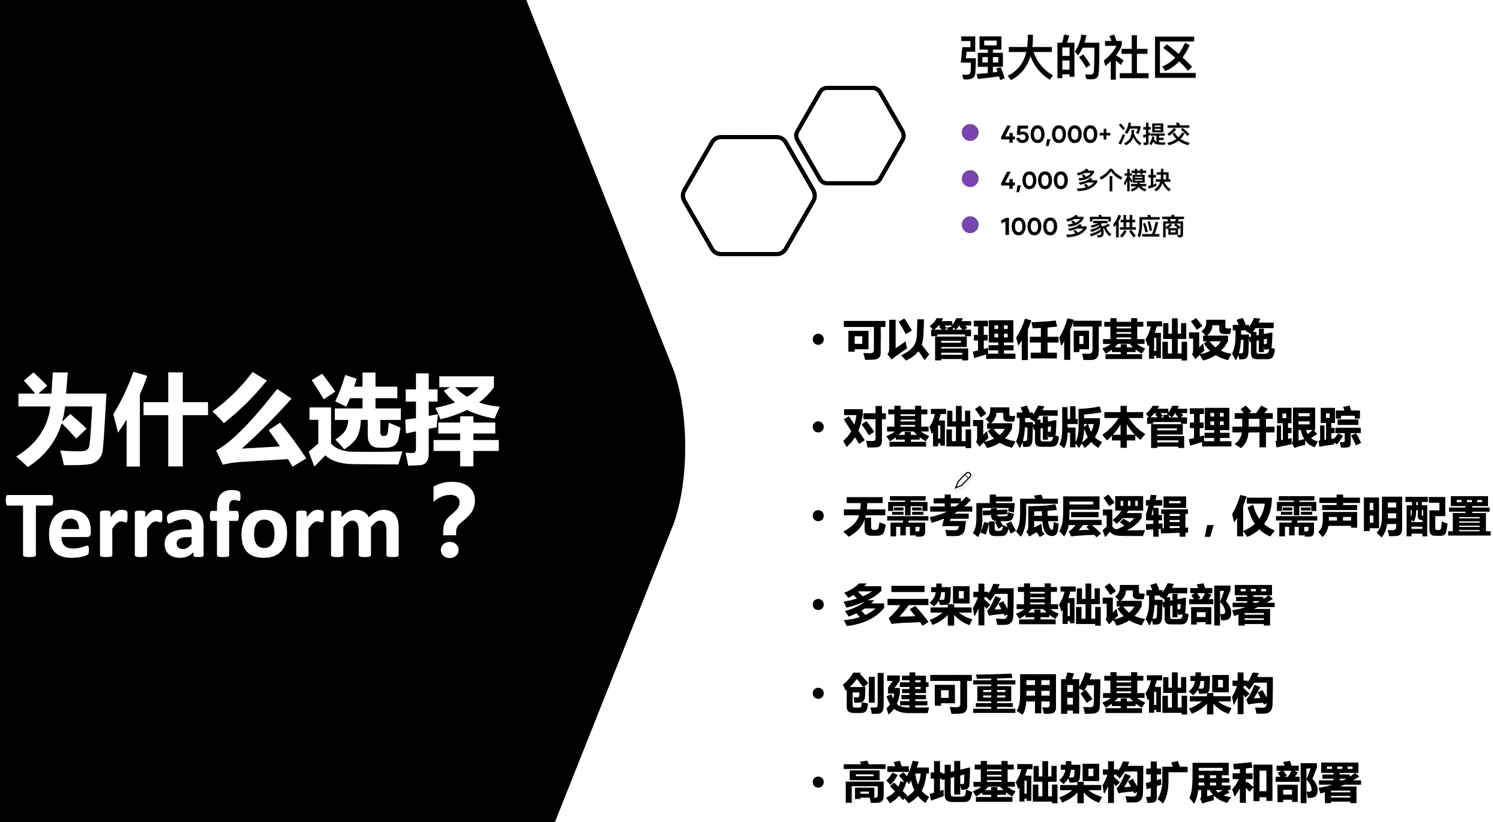 为什么选择
Terraform？
强大的社区
450,000+ 次提交
4,000 多个模块
1000 多家供应商
• 可以管理任何基础设施
• 对基础设施版本管理并跟踪
• 无需考虑底层逻辑，仅需声明配置
• 多云架构基础设施部署
• 创建可重用的基础架构
• 高效地基础架构扩展和部署